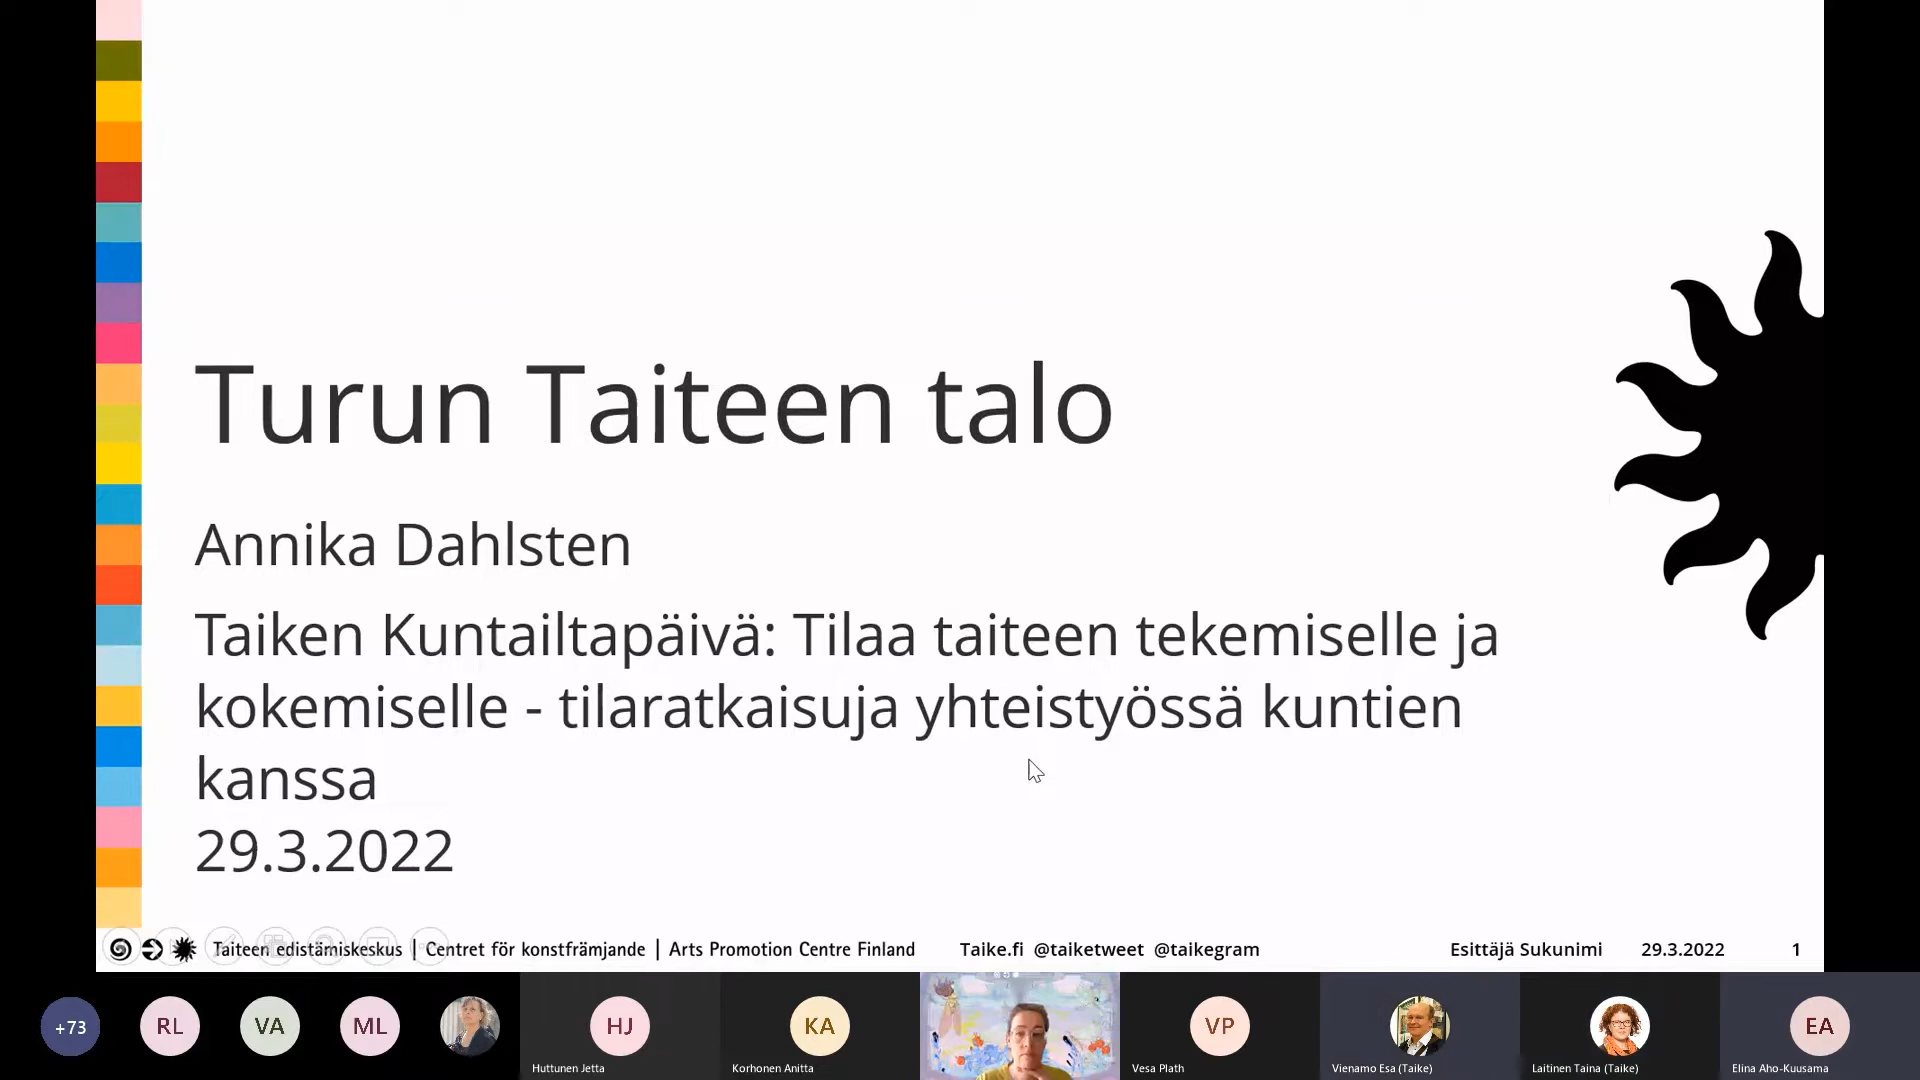 Turun Taiteen talo
Annika Dahlsten
Taiken Kuntailtapäivä: Tilaa taiteen tekemiselle ja
kokemiselle - tilaratkaisuja yhteistyössä kuntien
kanssa
29.3.2022
Taiteen edistämiskeskus | Centret för konstfrämjande | Arts Promotion Centre Finland Taike.fi @taiketweet @taikegram Esittäjä Sukunimi 29.3.2022 1
+73 RL VA ML HJ KA VP EA
Huttunen Jetta Korhonen Anitta Vesa Plath Vienamo Esa (Taike) Laitinen Taina (Taike) Elina Aho-Kuusama